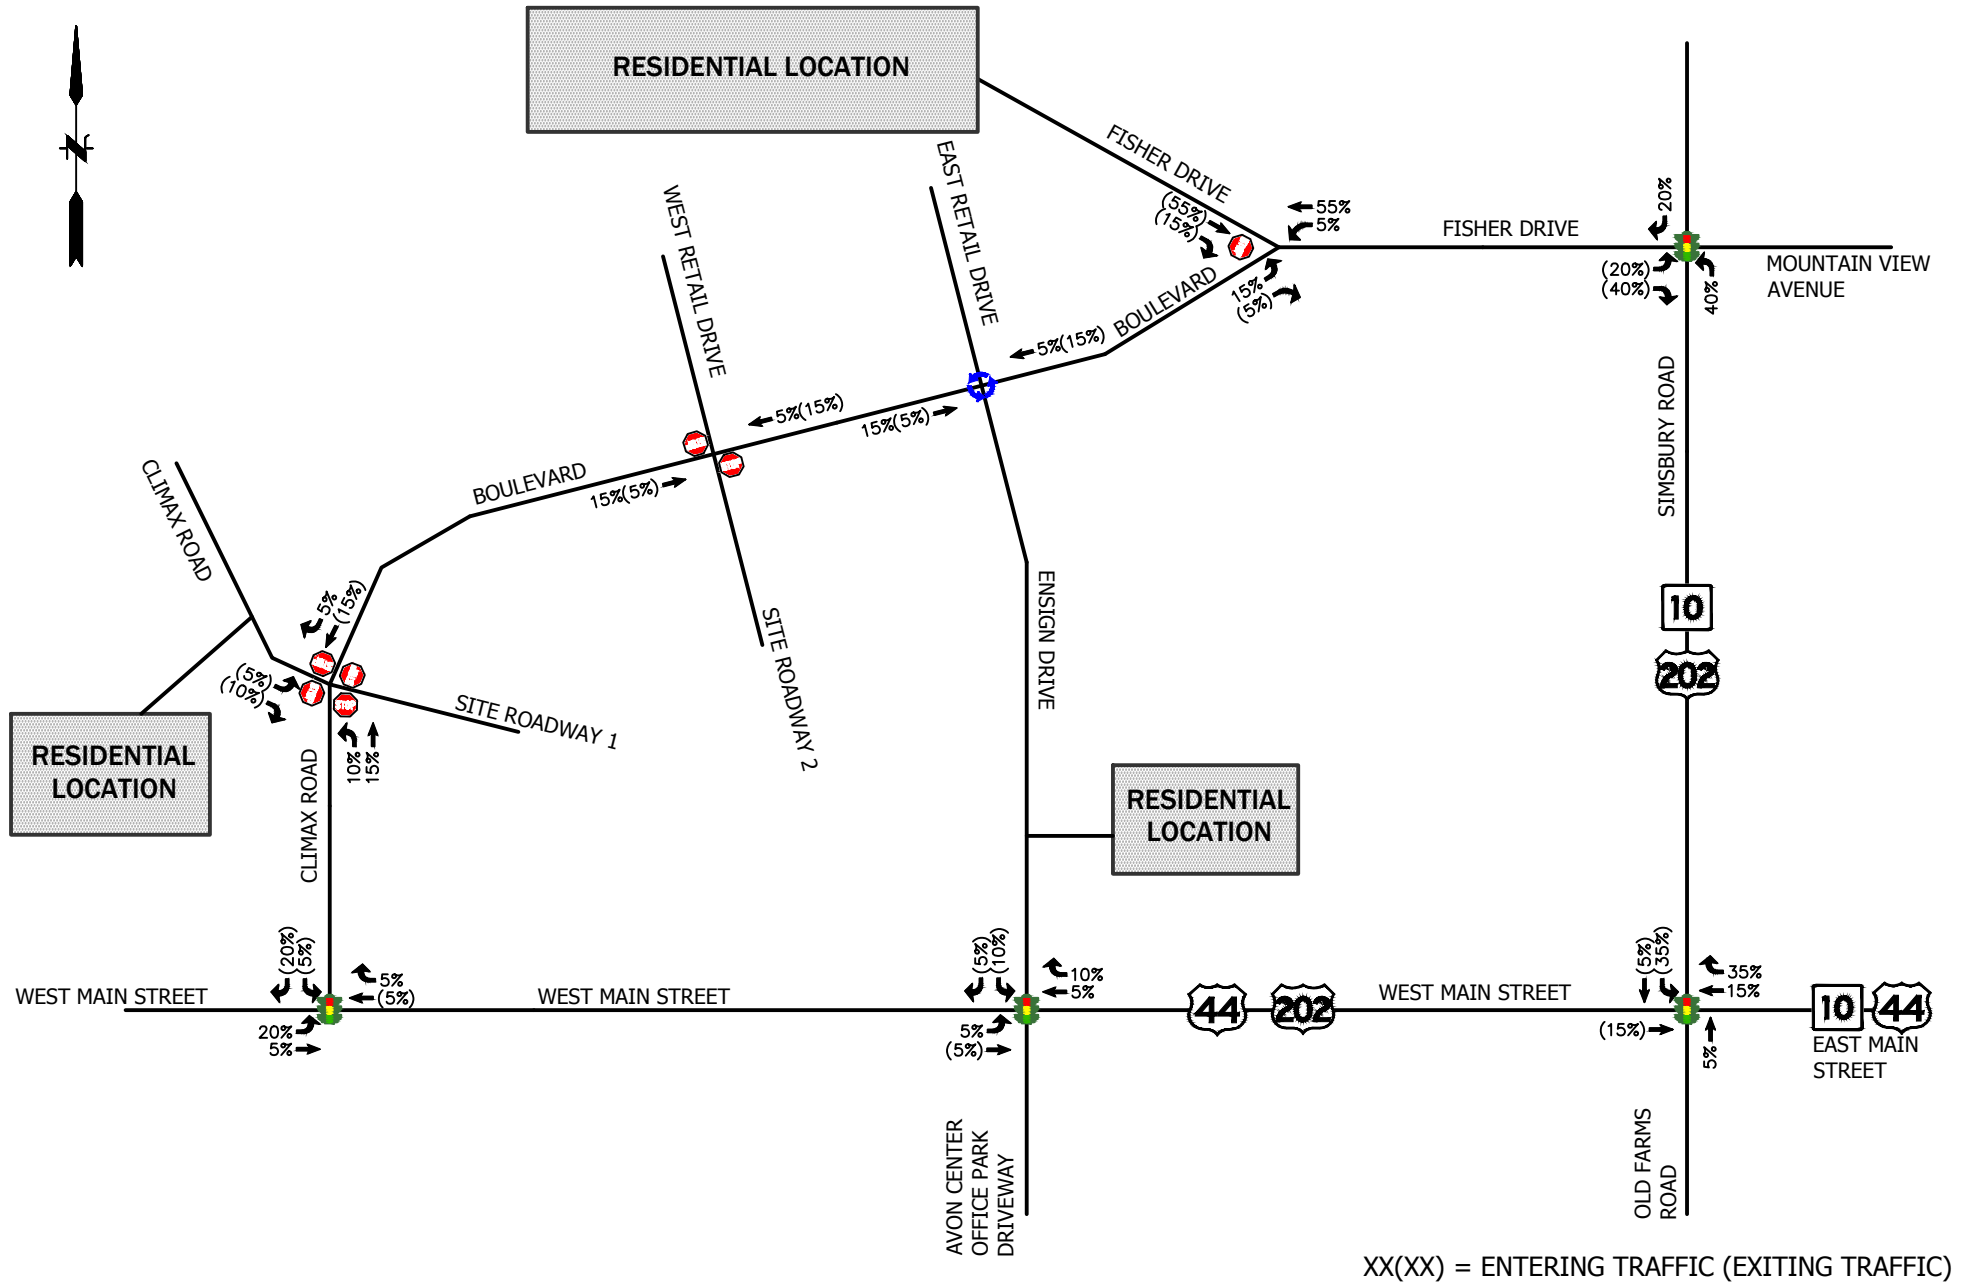 RESIDENTIAL LOCATION
N
FISHER DRIVE
EAST RETAIL DRIVE
WEST RETAIL DRIVE
(55%)
(15%)
55%
5%
FISHER DRIVE
20%
(20%)
(40%)
40%
MOUNTAIN VIEW
AVENUE
15%
(5%)
BOULEVARD
5%(15%)
5%(15%)
15%(5%)
BOULEVARD
15%(5%)
CLIMAX ROAD
SIMSBURY ROAD
10
202
5%
(15%)
(5%)
(10%)
SITE ROADWAY 1
10%
15%
SITE ROADWAY 2
ENSIGN DRIVE
RESIDENTIAL
LOCATION
CLIMAX ROAD
RESIDENTIAL
LOCATION
(20%)
(5%)
5%
(5%)
WEST MAIN STREET
20%
5%
WEST MAIN STREET
(5%)
(10%)
10%
5%
5%
(5%)
44
202
WEST MAIN STREET
(5%)
(35%)
35%
15%
(15%)
5%
10
44
EAST MAIN
STREET
AVON CENTER
OFFICE PARK
DRIVEWAY
OLD FARMS
ROAD
XX(XX) = ENTERING TRAFFIC (EXITING TRAFFIC)